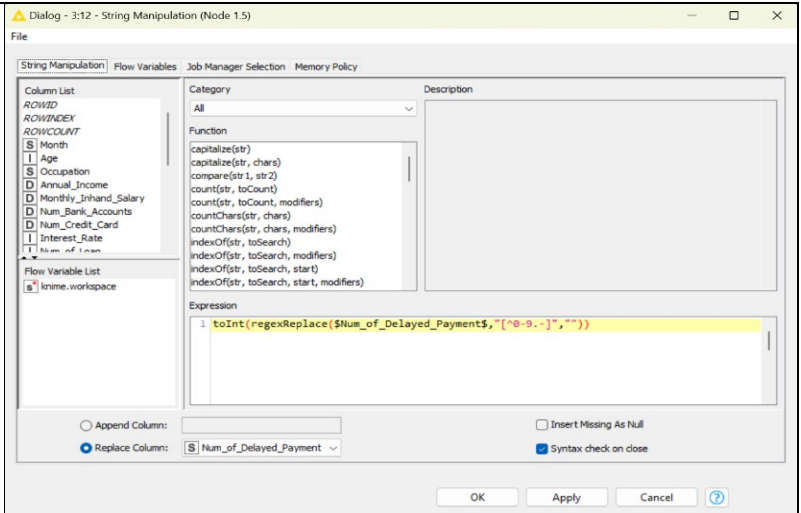 Dialog - 3:12 - String Manipulation (Node 1.5)
File
String Manipulation Flow Variables Job Manager Selection Memory Policy
Column List
ROWID
ROWINDEX
ROWCOUNT
S Month
I Age
S Occupation
D Annual_Income
D Monthly_Inhand_Salary
D Num_Bank_Accounts
D Num_Credit_Card
I Interest_Rate
I Num_of_Loan
Flow Variable List
s knime.workspace
Category
All
Function
capitalize(str)
capitalize(str, chars)
compare(str1, str2)
count(str, toCount)
count(str, toCount, modifiers)
countChars(str, chars)
countChars(str, chars, modifiers)
indexOf(str, toSearch)
indexOf(str, toSearch, modifiers)
indexOf(str, toSearch, start)
indexOf(str, toSearch, start, modifiers)
Description
Expression
1 toInt(regexReplace($Num_of_Delayed_Payment$,"[^0-9.-]",""))
Append Column:
Replace Column: S Num_of_Delayed_Payment
Insert Missing As Null
Syntax check on close
OK Apply Cancel ?